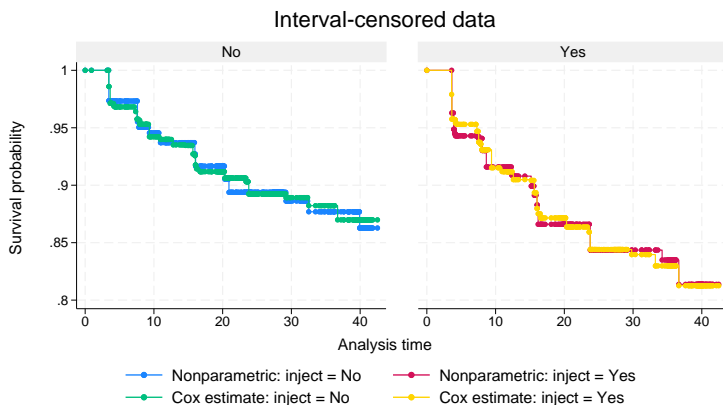 Interval-censored data
No
Yes
Survival probability
1
.95
.9
.85
.8
0 10 20 30 40
0 10 20 30 40
Analysis time
Nonparametric: inject = No
Nonparametric: inject = Yes
Cox estimate: inject = No
Cox estimate: inject = Yes